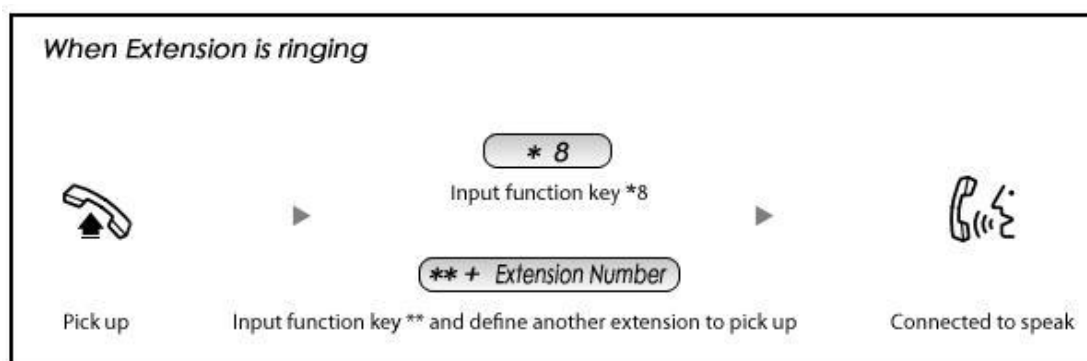 When Extension is ringing
* 8
Input function key *8
** + Extension Number
Pick up Input function key ** and define another extension to pick up Connected to speak